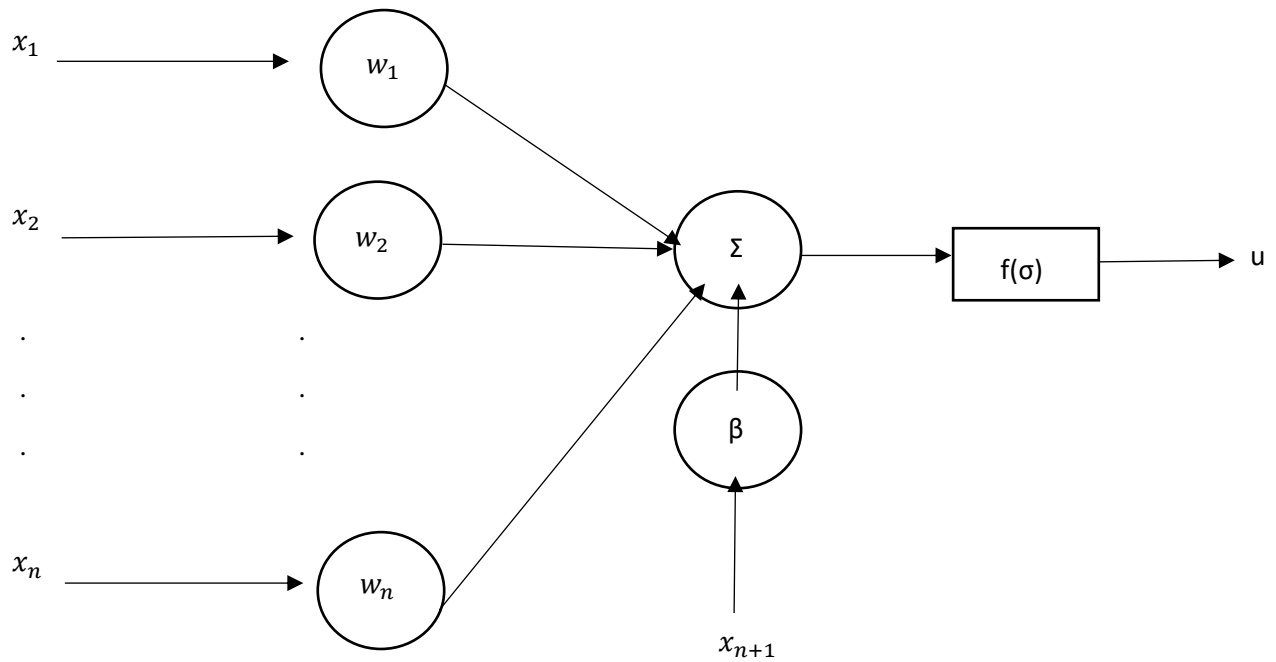 x₁
w₁
x₂
w₂
Σ
f(σ)
u
. .
. .
β
. .
xₙ
wₙ
xₙ₊₁